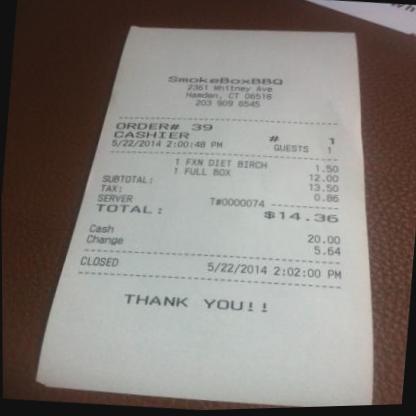 SmokeBoxBBQ
2361 Whitney Ave
Hamden, CT 06518
203 909 6545
ORDER# 39
CASHIER # 1
5/22/2014 2:00:48 PM GUESTS 1
1 FXN DIET BIRCH 1.50
1 FULL BOX 12.00
SUBTOTAL: 13.50
TAX: 0.86
SERVER T#0000074
TOTAL: $14.36
Cash 20.00
Change 5.64
CLOSED 5/22/2014 2:02:00 PM
THANK YOU!!